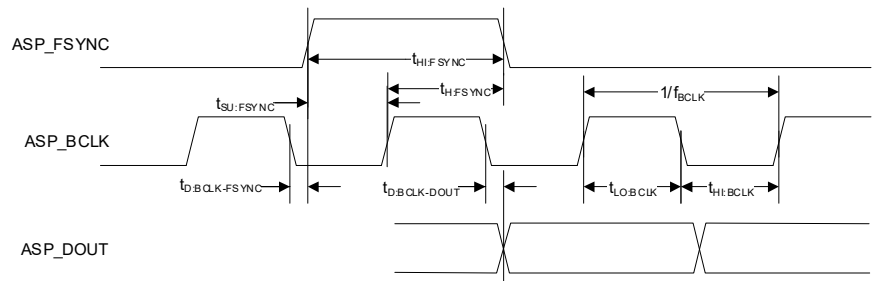 ASP_FSYNC
tHI:FSYNC
tH:FSYNC
1/fBCLK
tSU:FSYNC
ASP_BCLK
tD:BCLK-FSYNC
tD:BCLK-DOUT
tLO:BCLK
tHI:BCLK
ASP_DOUT